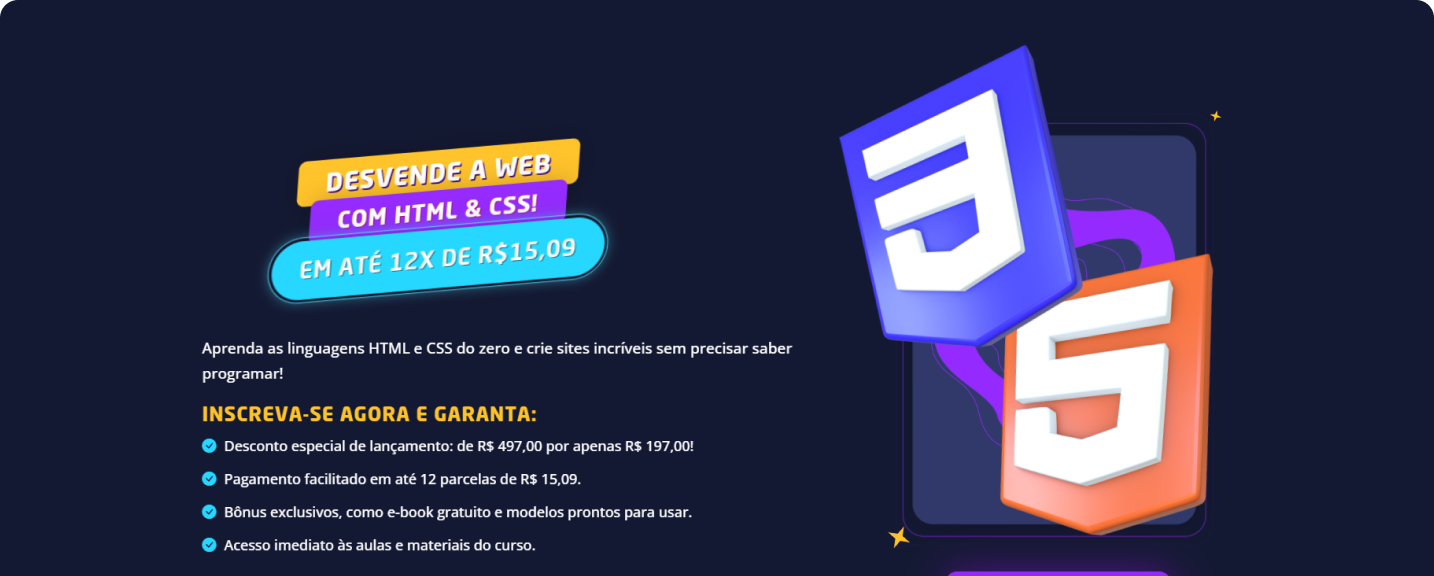 DESVENDE A WEB
COM HTML & CSS!
EM ATÉ 12X DE R$15,09
Aprenda as linguagens HTML e CSS do zero e crie sites incríveis sem precisar saber
programar!
INSCREVA-SE AGORA E GARANTA:
Desconto especial de lançamento: de R$ 497,00 por apenas R$ 197,00!
Pagamento facilitado em até 12 parcelas de R$ 15,09.
Bônus exclusivos, como e-book gratuito e modelos prontos para usar.
Acesso imediato às aulas e materiais do curso.
3
5